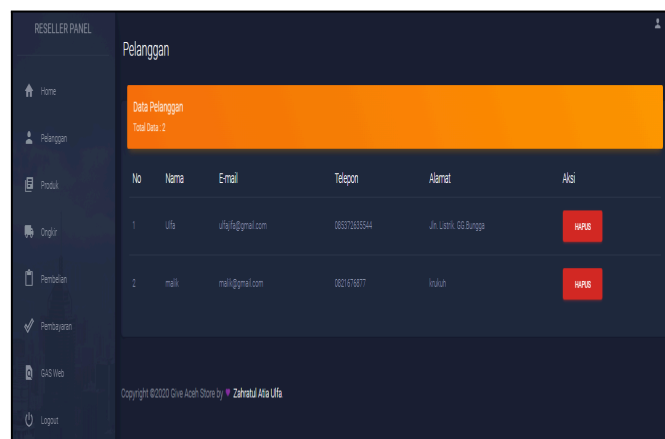 RESELLER PANEL
Home
Pelanggan
Produk
Ongkir
Pembelian
Pembayaran
GAS Web
Logout
Pelanggan
Data Pelanggan
Total Data : 2
No Nama E-mail Telepon Alamat Aksi
1 Ulfa ulfajfa@gmail.com 085372635544 Jln. Listrik. GG Bungga HAPUS
2 malik malik@gmail.com 0821676877 krukuh HAPUS
Copyright ©2020 Give Aceh Store by Zahratul Atia Ulfa